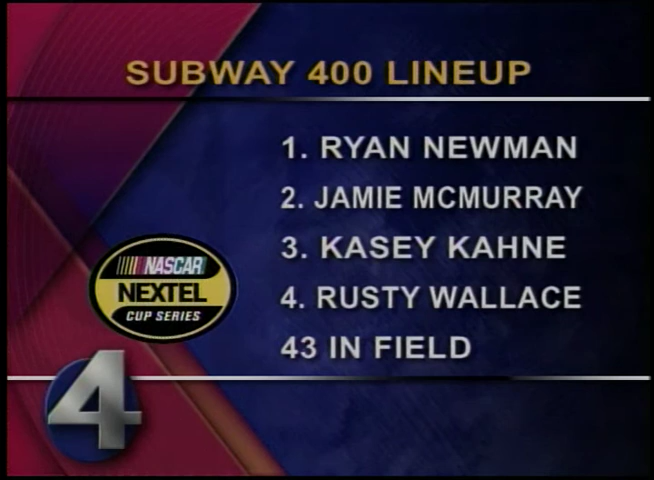 SUBWAY 400 LINEUP
1. RYAN NEWMAN
2. JAMIE MCMURRAY
3. KASEY KAHNE
4. RUSTY WALLACE
43 IN FIELD
NASCAR
NEXTEL
CUP SERIES
4